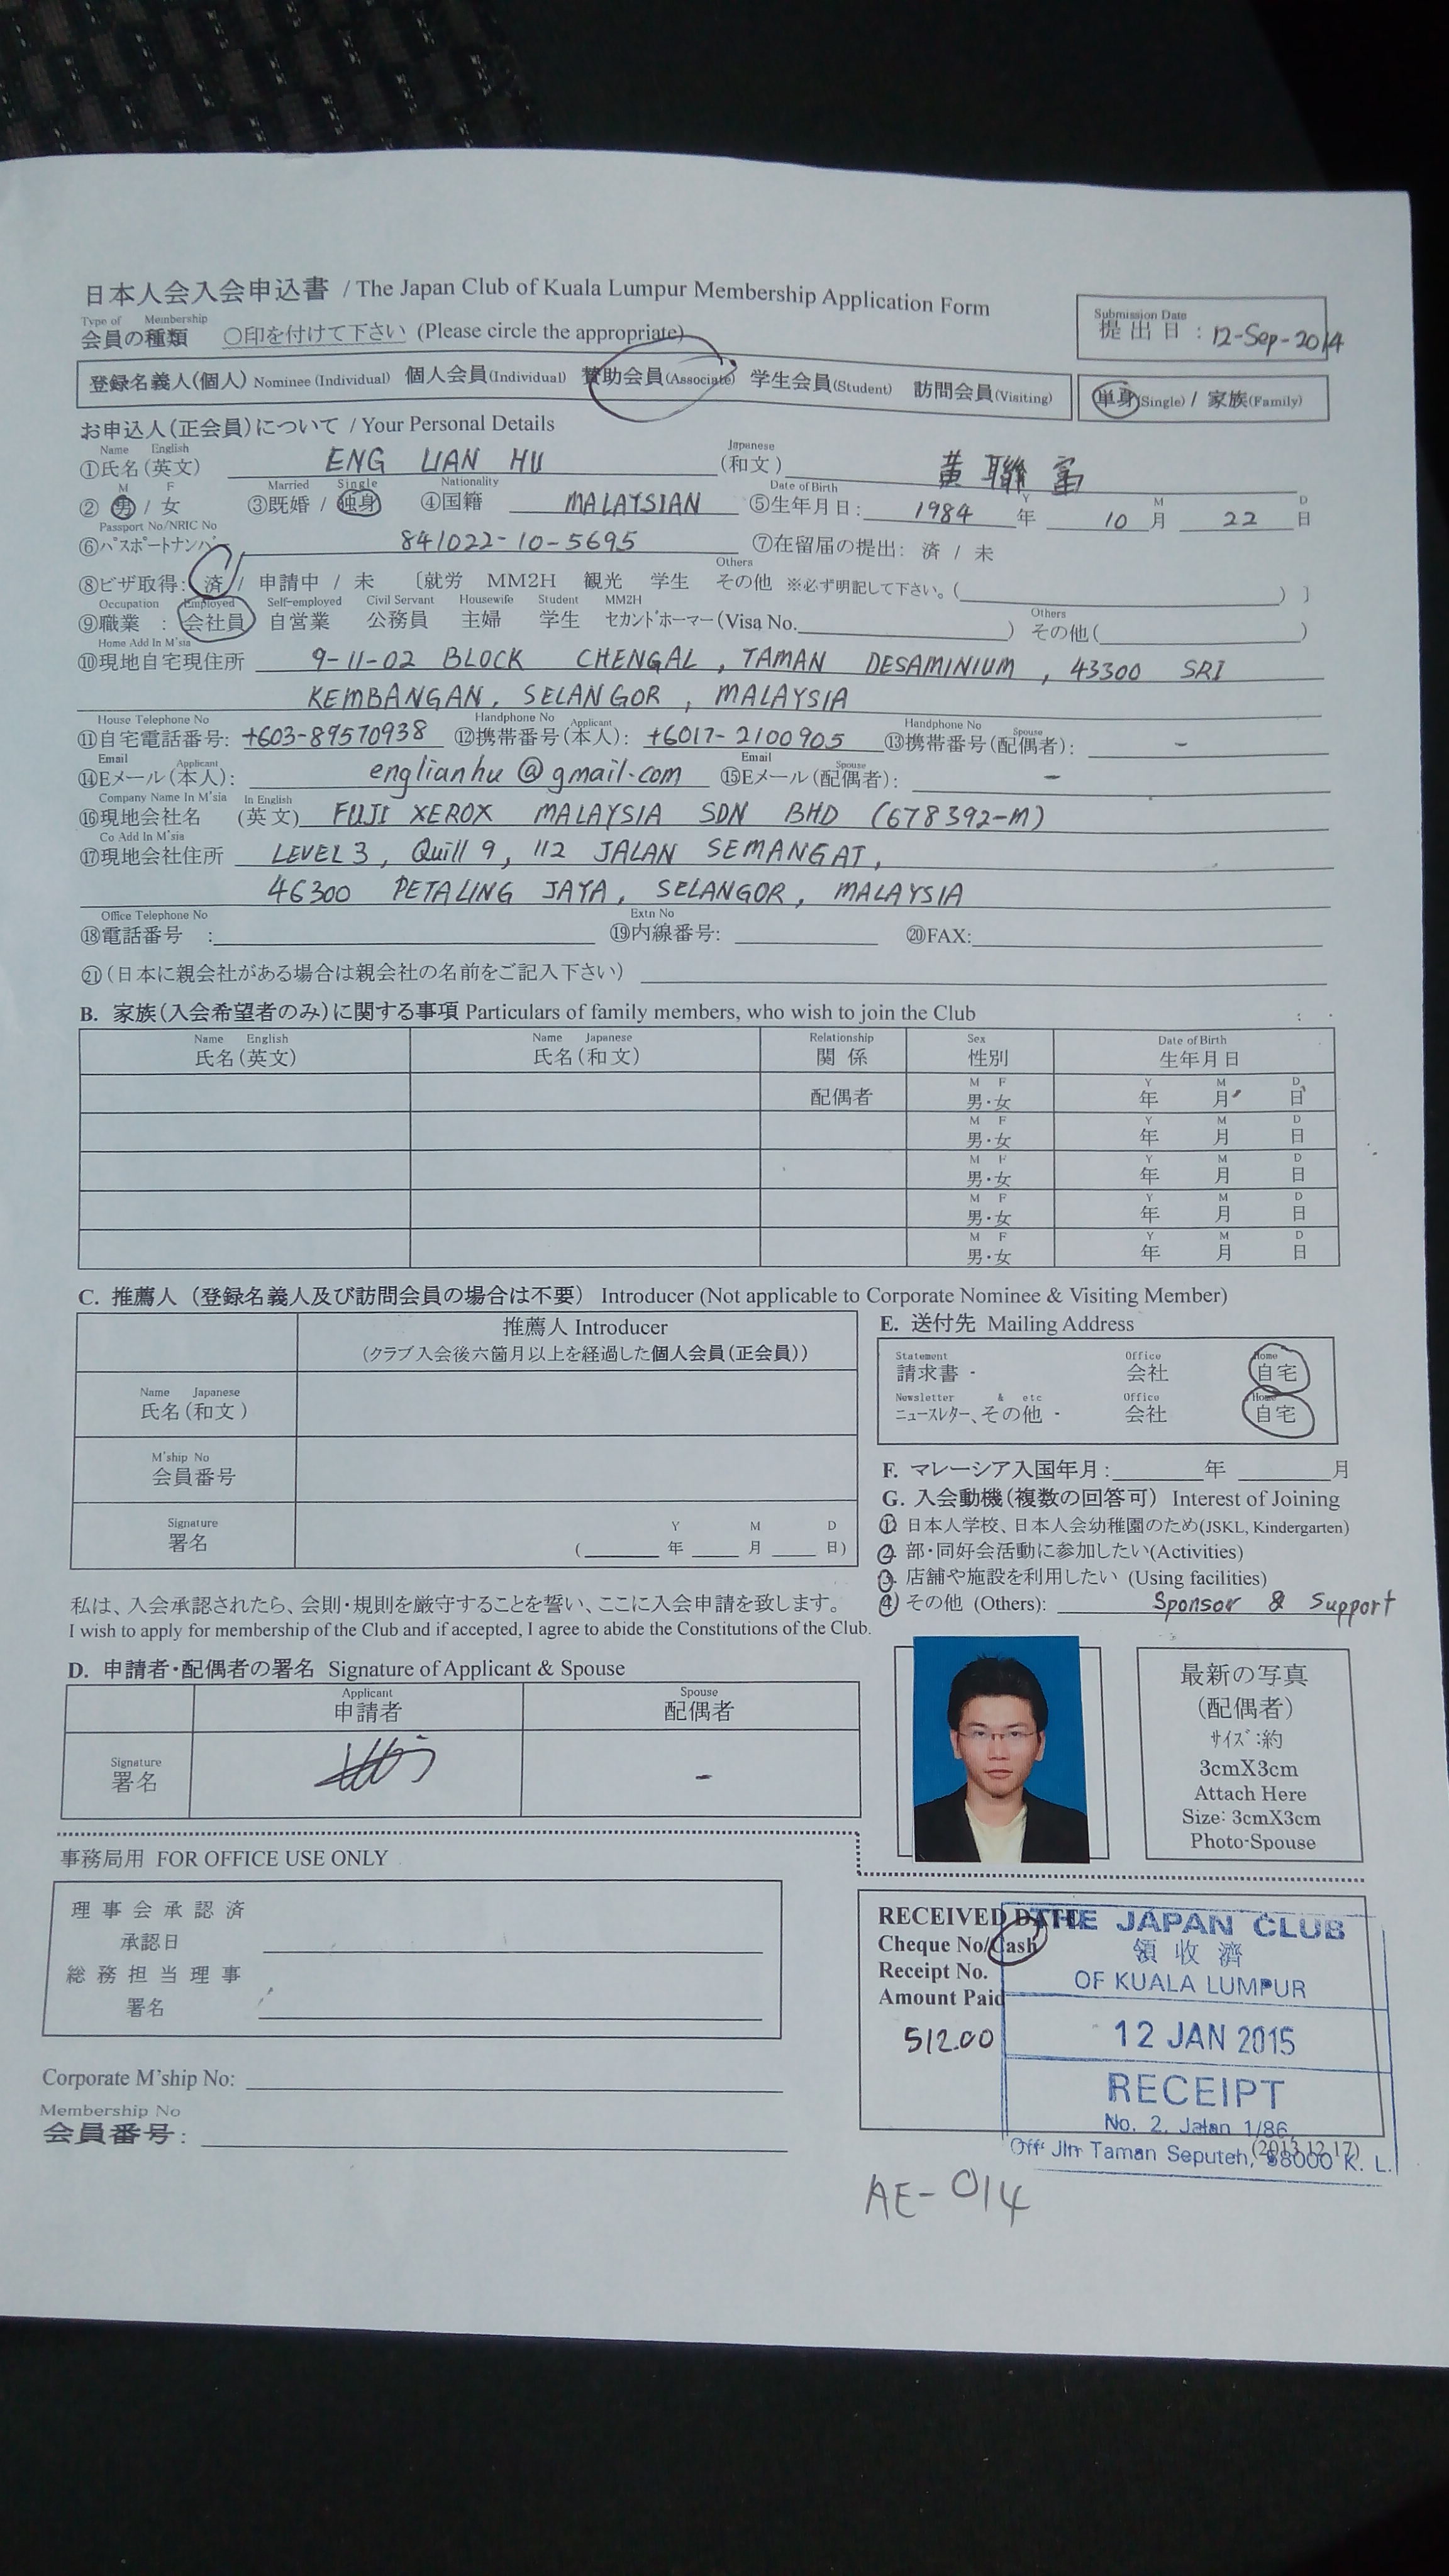 日本人会入会申込書 / The Japan Club of Kuala Lumpur Membership Application Form
Submission Date
提出日 : 12-Sep-2014
Type of Membership
会員の種類 ○印を付けて下さい (Please circle the appropriate)
登録名義人(個人) Nominee (Individual) 個人会員(Individual) 賛助会員(Associate) 学生会員(Student) 訪問会員(Visiting)
単身(Single) / 家族(Family)
お申込人(正会員)について / Your Personal Details
Name English Japanese
①氏名(英文) ENG LIAN HU (和文) 黄 聯 富
M F Married Single Nationality Date of Birth Y M D
② 男 / 女 ③既婚 / 独身 ④国籍 MALAYSIAN ⑤生年月日: 1984 年 10 月 22 日
Passport No/NRIC No
⑥パスポートナンバー 841022-10-5695 ⑦在留届の提出: 済 / 未
Others
⑧ビザ取得: 済 / 申請中 / 未 〔就労 MM2H 観光 学生 その他 ※必ず明記して下さい。( ) 〕
Occupation Employed Self-employed Civil Servant Housewife Student MM2H Others
⑨職業 : 会社員 自営業 公務員 主婦 学生 セカンドホーマー(Visa No. ) その他( )
Home Add In M'sia
⑩現地自宅現住所 9-11-02 BLOCK CHENGAL, TAMAN DESAMINIUM, 43300 SRI
KEMBANGAN, SELANGOR, MALAYSIA
House Telephone No Handphone No Applicant Handphone No Spouse
⑪自宅電話番号: +603-89570938 ⑫携帯番号(本人): +6017-2100905 ⑬携帯番号(配偶者): -
Email Applicant Email Spouse
⑭Eメール(本人): englianhu@gmail.com ⑮Eメール(配偶者): -
Company Name In M'sia In English
⑯現地会社名 (英文) FUJI XEROX MALAYSIA SDN BHD (678392-M)
Co Add In M'sia
⑰現地会社住所 LEVEL 3, Quill 9, 112 JALAN SEMANGAT,
46300 PETALING JAYA, SELANGOR, MALAYSIA
Office Telephone No Extn No
⑱電話番号 : ⑲内線番号: ⑳FAX:
㉑(日本に親会社がある場合は親会社の名前をご記入下さい)
B. 家族(入会希望者のみ)に関する事項 Particulars of family members, who wish to join the Club
Name English Name Japanese Relationship Sex Date of Birth
氏名(英文) 氏名(和文) 関係 性別 生年月日
M F Y M D
配偶者 男・女 年 月 日
M F Y M D
男・女 年 月 日
M F Y M D
男・女 年 月 日
M F Y M D
男・女 年 月 日
M F Y M D
男・女 年 月 日
C. 推薦人 (登録名義人及び訪問会員の場合は不要) Introducer (Not applicable to Corporate Nominee & Visiting Member)
推薦人 Introducer
(クラブ入会後六箇月以上を経過した個人会員(正会員))
Name Japanese
氏名(和文)
M'ship No
会員番号
Signature Y M D
署名 ( 年 月 日)
E. 送付先 Mailing Address
Statement Office Home
請求書 - 会社 自宅
Newsletter & etc Office Home
ニュースレター、その他 - 会社 自宅
F. マレーシア入国年月: 年 月
G. 入会動機(複数の回答可) Interest of Joining
1. 日本人学校、日本人会幼稚園のため(JSKL, Kindergarten)
2. 部・同好会活動に参加したい(Activities)
3. 店舗や施設を利用したい (Using facilities)
4. その他 (Others): Sponsor & Support
私は、入会承認されたら、会則・規則を厳守することを誓い、ここに入会申請を致します。
I wish to apply for membership of the Club and if accepted, I agree to abide the Constitutions of the Club.
D. 申請者・配偶者の署名 Signature of Applicant & Spouse
Applicant Spouse
申請者 配偶者
Signature
署名 -
最新の写真
(配偶者)
サイズ:約
3cmX3cm
Attach Here
Size: 3cmX3cm
Photo-Spouse
事務局用 FOR OFFICE USE ONLY
理事会承認済
承認日
総務担当理事
署名
Corporate M'ship No:
Membership No
会員番号:
RECEIVED DATE
Cheque No/Cash
Receipt No.
Amount Paid
512.00
THE JAPAN CLUB
領収濟
OF KUALA LUMPUR
12 JAN 2015
RECEIPT
No. 2, Jalan 1/86,
Off Jln Taman Seputeh, 58000 K. L.
(2013.12.17)
AE-014